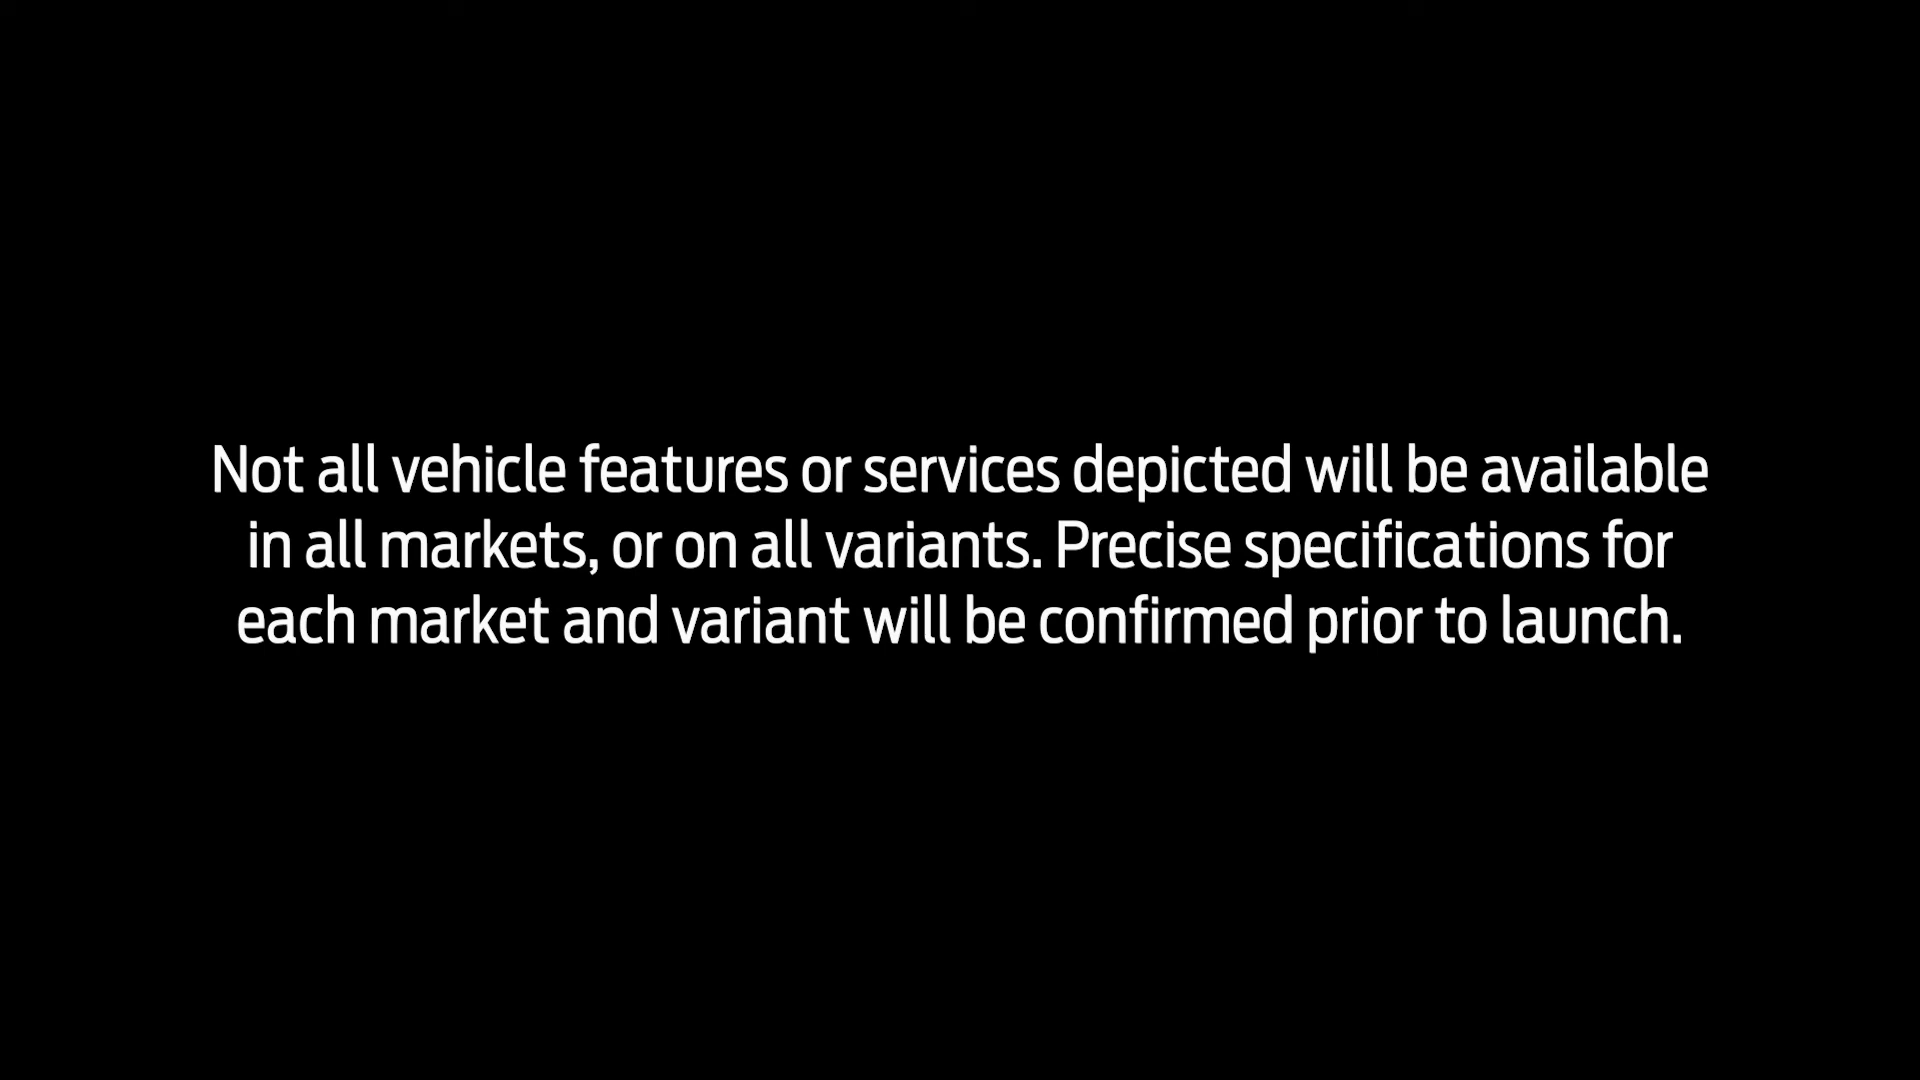 Not all vehicle features or services depicted will be available
in all markets, or on all variants. Precise specifications for
each market and variant will be confirmed prior to launch.